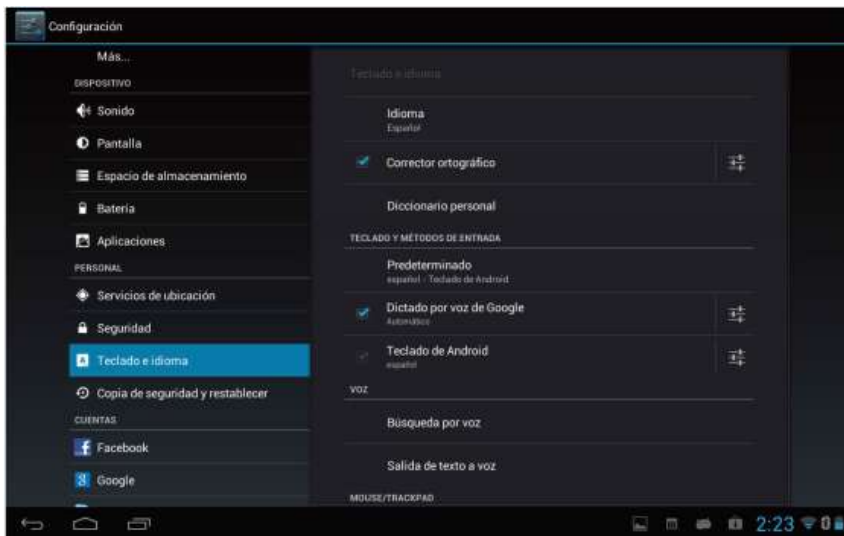 Configuración
Más...
DISPOSITIVO
Sonido
Pantalla
Espacio de almacenamiento
Batería
Aplicaciones
PERSONAL
Servicios de ubicación
Seguridad
Teclado e idioma
Copia de seguridad y restablecer
CUENTAS
Facebook
Google
Teclado e idioma
Idioma
Español
Corrector ortográfico
Diccionario personal
TECLADO Y MÉTODOS DE ENTRADA
Predeterminado
español - Teclado de Android
Dictado por voz de Google
Automático
Teclado de Android
español
VOZ
Búsqueda por voz
Salida de texto a voz
MOUSE/TRACKPAD
2:23